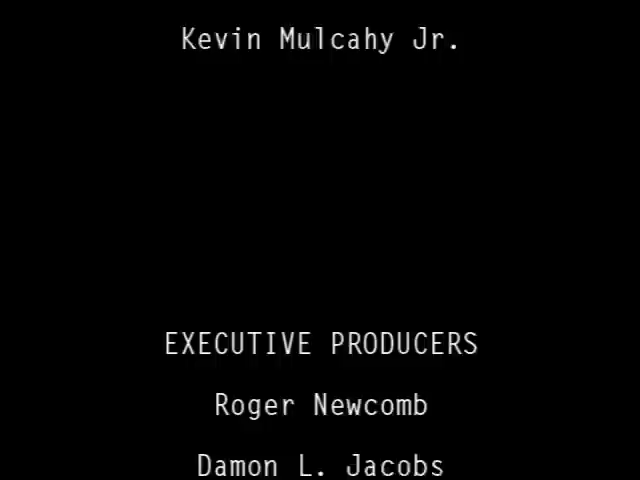 Kevin Mulcahy Jr.
EXECUTIVE PRODUCERS
Roger Newcomb
Damon L. Jacobs